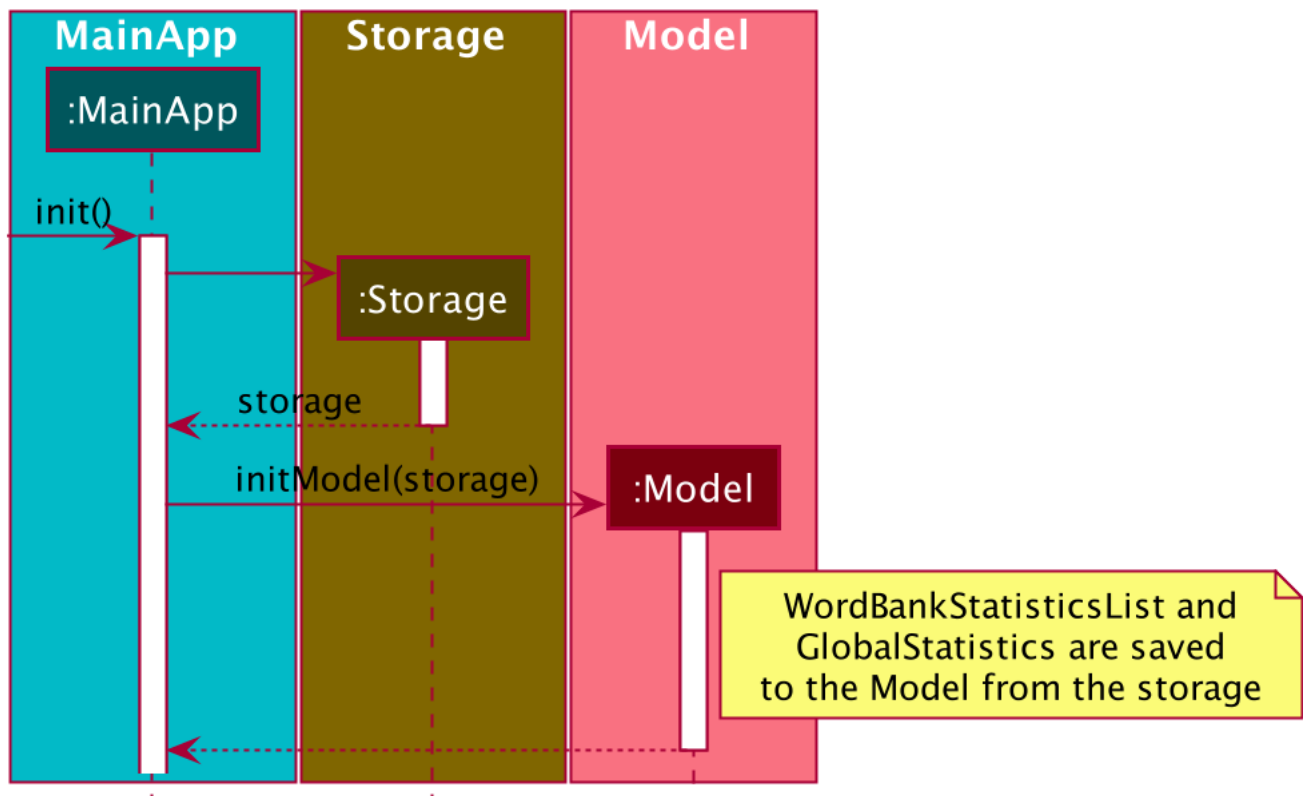 MainApp
Storage
Model
:MainApp
init()
:Storage
storage
initModel(storage)
:Model
WordBankStatisticsList and
GlobalStatistics are saved
to the Model from the storage